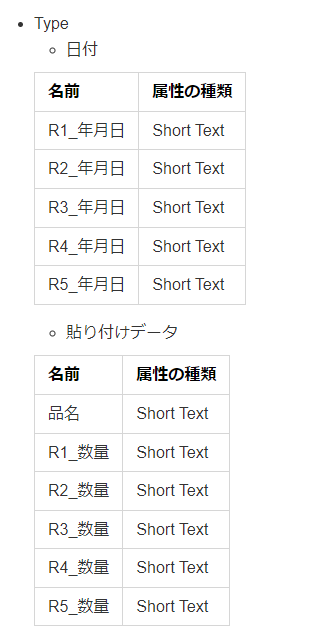 Type
日付
名前 属性の種類
R1_年月日 Short Text
R2_年月日 Short Text
R3_年月日 Short Text
R4_年月日 Short Text
R5_年月日 Short Text
貼り付けデータ
名前 属性の種類
品名 Short Text
R1_数量 Short Text
R2_数量 Short Text
R3_数量 Short Text
R4_数量 Short Text
R5_数量 Short Text